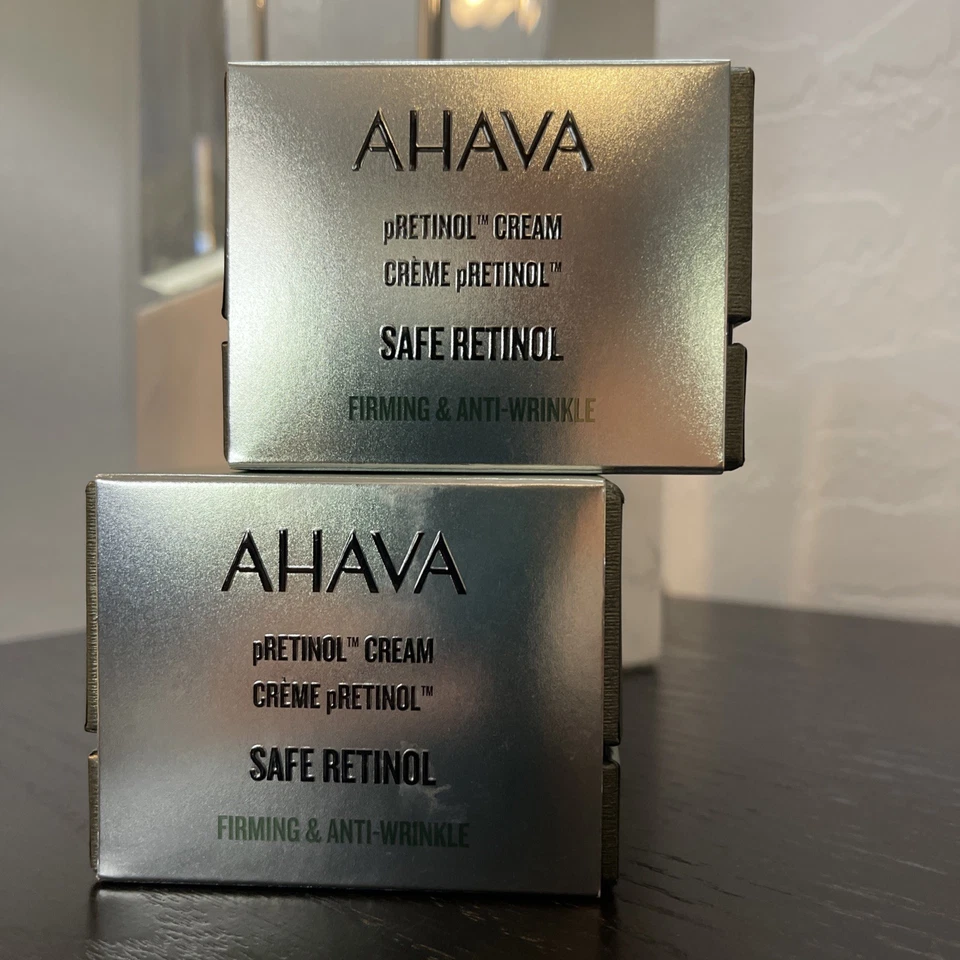 AHAVA
pRETINOL™ CREAM
CRÈME pRETINOL™
SAFE RETINOL
FIRMING & ANTI-WRINKLE
AHAVA
pRETINOL™ CREAM
CRÈME pRETINOL™
SAFE RETINOL
FIRMING & ANTI-WRINKLE